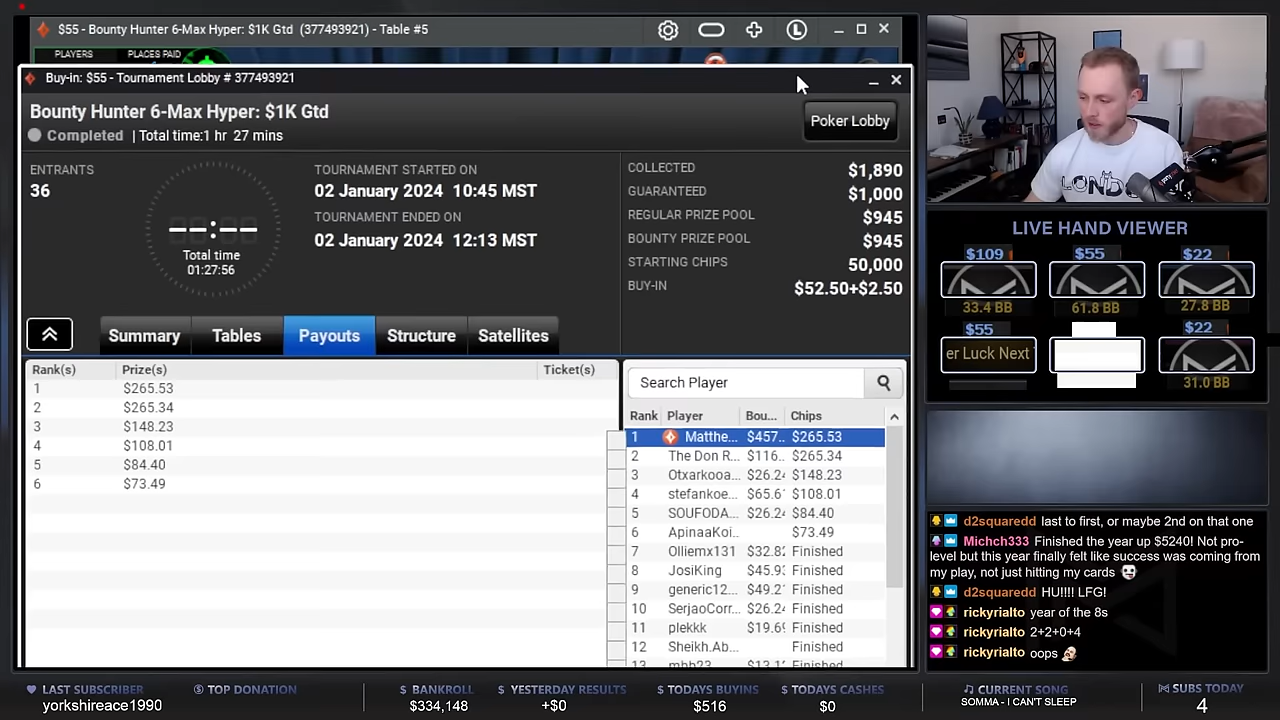 $55 - Bounty Hunter 6-Max Hyper: $1K Gtd (377493921) - Table #5
PLAYERS PLACES PAID
Buy-in: $55 - Tournament Lobby # 377493921
Bounty Hunter 6-Max Hyper: $1K Gtd
Completed | Total time:1 hr 27 mins
Poker Lobby
ENTRANTS
36
--:--
Total time
01:27:56
TOURNAMENT STARTED ON
02 January 2024 10:45 MST
TOURNAMENT ENDED ON
02 January 2024 12:13 MST
COLLECTED $1,890
GUARANTEED $1,000
REGULAR PRIZE POOL $945
BOUNTY PRIZE POOL $945
STARTING CHIPS 50,000
BUY-IN $52.50+$2.50
Summary Tables Payouts Structure Satellites
Rank(s) Prize(s) Ticket(s)
1 $265.53
2 $265.34
3 $148.23
4 $108.01
5 $84.40
6 $73.49
Search Player
Rank Player Bou... Chips
1 Matthe... $457.. $265.53
2 The Don R... $116.. $265.34
3 Otxarkooa... $26.24 $148.23
4 stefankoe... $65.61 $108.01
5 SOUFODA... $26.24 $84.40
6 ApinaaKoi... $73.49
7 Olliemx131 $32.82 Finished
8 JosiKing $45.93 Finished
9 generic12... $49.21 Finished
10 SerjaoCorr... $26.24 Finished
11 plekkk $19.69 Finished
12 Sheikh.Ab... Finished
13 mbb23 Finished
LIVE HAND VIEWER
$109 $55 $22
33.4 BB 61.8 BB 27.8 BB
$55 $22
er Luck Next
31.0 BB
d2squaredd last to first, or maybe 2nd on that one
Michch333 Finished the year up $5240! Not pro-
level but this year finally felt like success was coming from
my play, not just hitting my cards
d2squaredd HU!!!! LFG!
rickyrialto year of the 8s
rickyrialto 2+2+0+4
rickyrialto oops
LAST SUBSCRIBER
yorkshireace1990
TOP DONATION
$ BANKROLL
$334,148
$ YESTERDAY RESULTS
+$0
$ TODAYS BUYINS
$516
$ TODAYS CASHES
$0
CURRENT SONG
SOMMA - I CAN'T SLEEP
SUBS TODAY
4